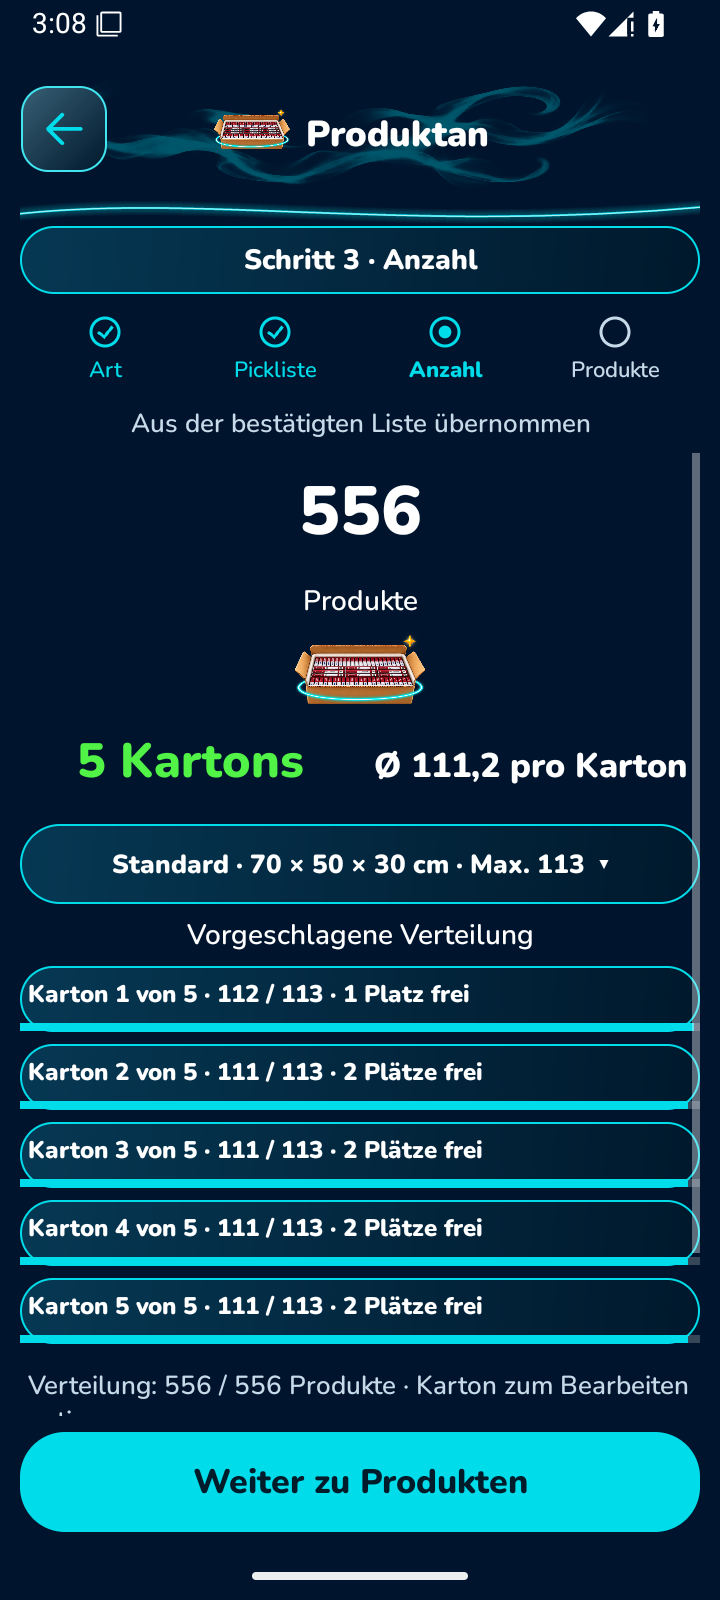 3:08
Produktan
Schritt 3 · Anzahl
Art Pickliste Anzahl Produkte
Aus der bestätigten Liste übernommen
556
Produkte
5 Kartons Ø 111,2 pro Karton
Standard · 70 × 50 × 30 cm · Max. 113 ▼
Vorgeschlagene Verteilung
Karton 1 von 5 · 112 / 113 · 1 Platz frei
Karton 2 von 5 · 111 / 113 · 2 Plätze frei
Karton 3 von 5 · 111 / 113 · 2 Plätze frei
Karton 4 von 5 · 111 / 113 · 2 Plätze frei
Karton 5 von 5 · 111 / 113 · 2 Plätze frei
Verteilung: 556 / 556 Produkte · Karton zum Bearbeiten
Weiter zu Produkten